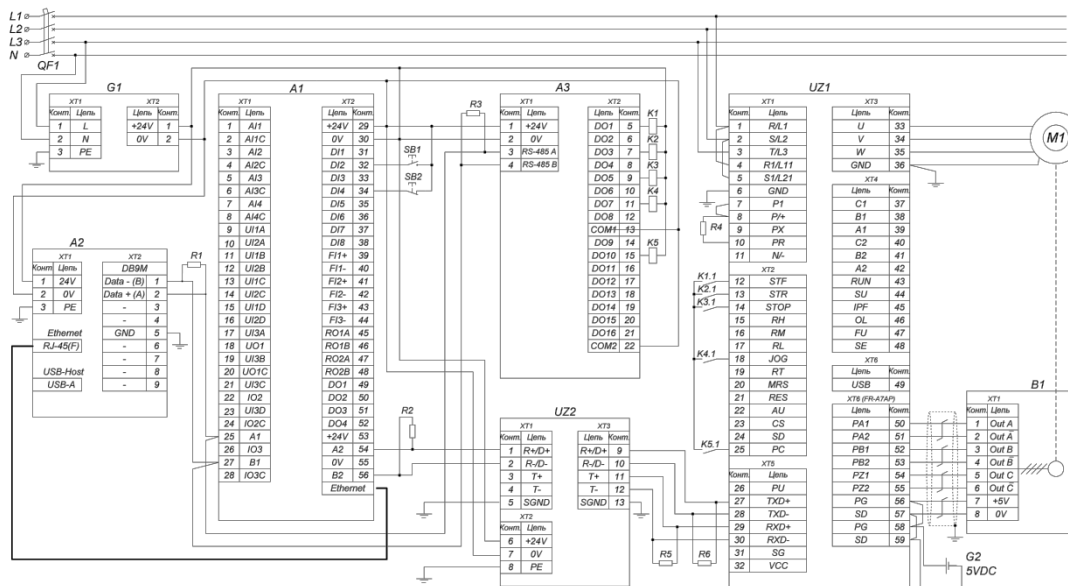 L1
L2
L3
N
QF1
G1
XT1 XT2
Конт. Цепь Цепь Конт.
1 L +24V 1
2 N 0V 2
3 PE
A2
XT1 XT2
Конт Цепь DB9M
1 24V Data - (B) 1
2 0V Data + (A) 2
3 PE - 3
- 4
Ethernet GND 5
RJ-45(F) - 6
- 7
USB-Host - 8
USB-A - 9
R1
A1
XT1 XT2
Конт. Цепь Цепь Конт.
1 AI1 +24V 29
2 AI1C 0V 30
3 AI2 DI1 31
4 AI2C DI2 32
5 AI3 DI3 33
6 AI3C DI4 34
7 AI4 DI5 35
8 AI4C DI6 36
9 UI1A DI7 37
10 UI2A DI8 38
11 UI1B FI1+ 39
12 UI2B FI1- 40
13 UI1C FI2+ 41
14 UI2C FI2- 42
15 UI1D FI3+ 43
16 UI2D FI3- 44
17 UI3A RO1A 45
18 UO1 RO1B 46
19 UI3B RO2A 47
20 UO1C RO2B 48
21 UI3C DO1 49
22 IO2 DO2 50
23 UI3D DO3 51
24 IO2C DO4 52
25 A1 +24V 53
26 IO3 A2 54
27 B1 0V 55
28 IO3C B2 56
Ethernet
SB1
SB2
R2
R3
A3
XT1 XT2
Конт. Цепь Цепь Конт.
1 +24V DO1 5
2 0V DO2 6
3 RS-485 A DO3 7
4 RS-485 B DO4 8
DO5 9
DO6 10
DO7 11
DO8 12
COM1 13
DO9 14
DO10 15
DO11 16
DO12 17
DO13 18
DO14 19
DO15 20
DO16 21
COM2 22
K1
K2
K3
K4
K5
UZ2
XT1 XT3
Конт. Цепь Цепь Конт.
1 R+/D+ R+/D+ 9
2 R-/D- R-/D- 10
3 T+ T+ 11
4 T- T- 12
5 SGND SGND 13
XT2
6 +24V
7 0V
8 PE
R5
R6
UZ1
XT1 XT3
Конт. Цепь Цепь Конт.
1 R/L1 U 33
2 S/L2 V 34
3 T/L3 W 35
4 R1/L11 GND 36
5 S1/L21 XT4
6 GND Цепь Конт.
7 P1 C1 37
8 P/+ B1 38
9 PX A1 39
10 PR C2 40
11 N/- B2 41
XT2 A2 42
12 STF RUN 43
13 STR SU 44
14 STOP IPF 45
15 RH OL 46
16 RM FU 47
17 RL SE 48
18 JOG XT6
19 RT Цепь Конт.
20 MRS USB 49
21 RES XT6 (FR-A7AP)
22 AU Цепь Конт.
23 CS PA1 50
24 SD PA2 51
25 PC PB1 52
XT5 PB2 53
26 PU PZ1 54
27 TXD+ PZ2 55
28 TXD- PG 56
29 RXD+ SD 57
30 RXD- PG 58
31 SG SD 59
32 VCC
R4
K1.1
K2.1
K3.1
K4.1
K5.1
M1
B1
XT1
Конт. Цепь
1 Out A
2 Out A̅
3 Out B
4 Out B̅
5 Out C
6 Out C̅
7 +5V
8 0V
G2
5VDC